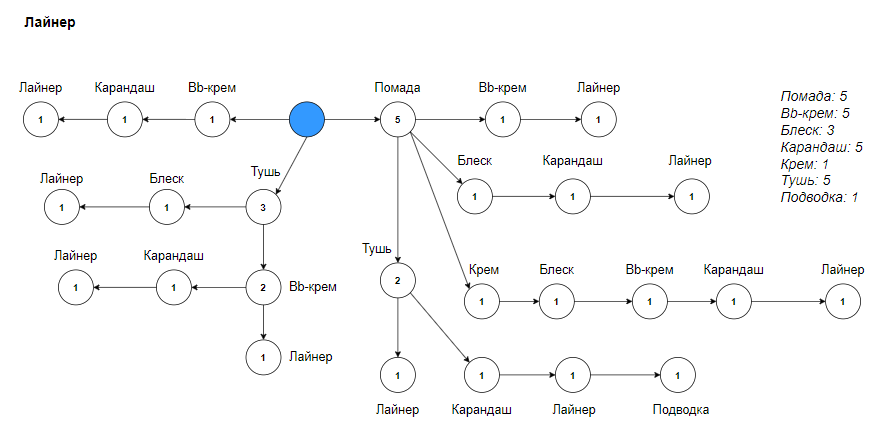 Лайнер
Лайнер Карандаш Bb-крем Помада Bb-крем Лайнер
1 1 1 5 1 1
Помада: 5
Bb-крем: 5
Блеск: 3
Карандаш: 5
Крем: 1
Тушь: 5
Подводка: 1
Блеск Карандаш Лайнер
1 1 1
Лайнер Блеск Тушь
1 1 3
Тушь
2
Лайнер Карандаш
1 1 2 Bb-крем
Крем Блеск Bb-крем Карандаш Лайнер
1 1 1 1 1
1 Лайнер
1 1 1 1
Лайнер Карандаш Лайнер Подводка